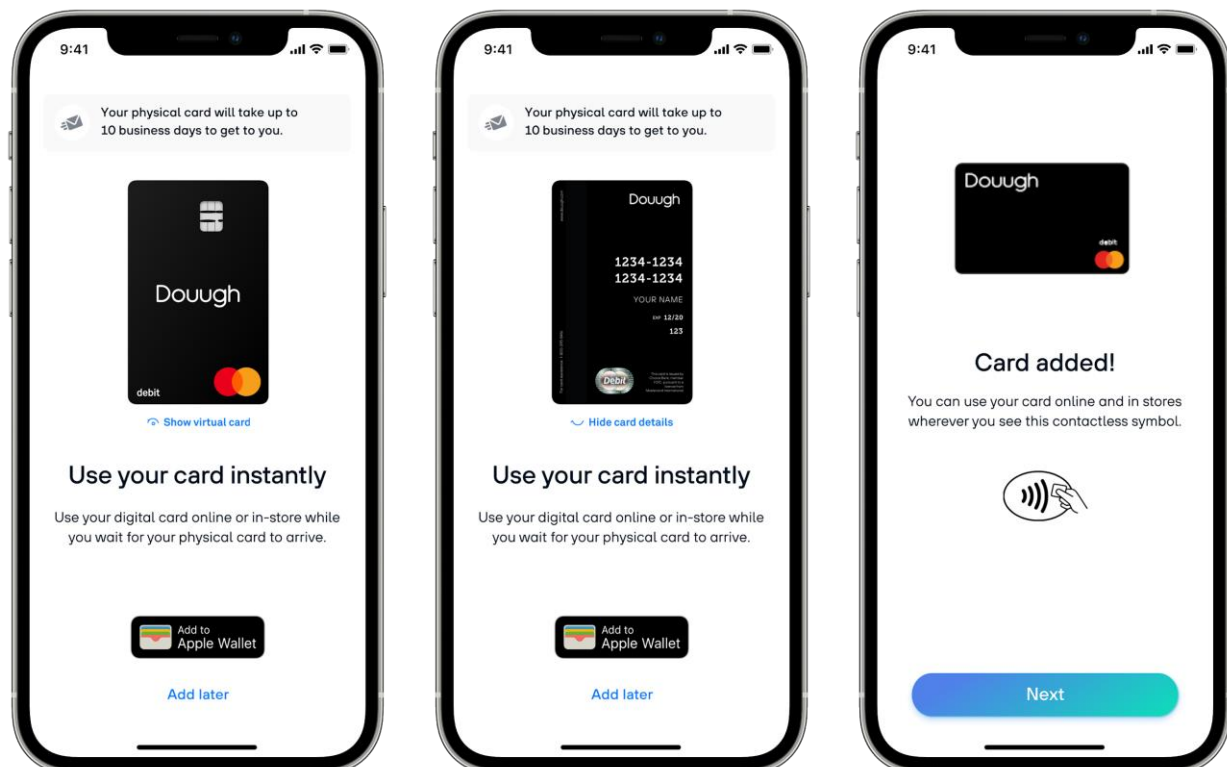 9:41
Your physical card will take up to
10 business days to get to you.
Douugh
debit
Show virtual card
Use your card instantly
Use your digital card online or in-store while
you wait for your physical card to arrive.
Add to
Apple Wallet
Add later
9:41
Your physical card will take up to
10 business days to get to you.
Douugh
1234-1234
1234-1234
YOUR NAME
EXP 12/20
123
Debit
Hide card details
Use your card instantly
Use your digital card online or in-store while
you wait for your physical card to arrive.
Add to
Apple Wallet
Add later
9:41
Douugh
debit
Card added!
You can use your card online and in stores
wherever you see this contactless symbol.
Next